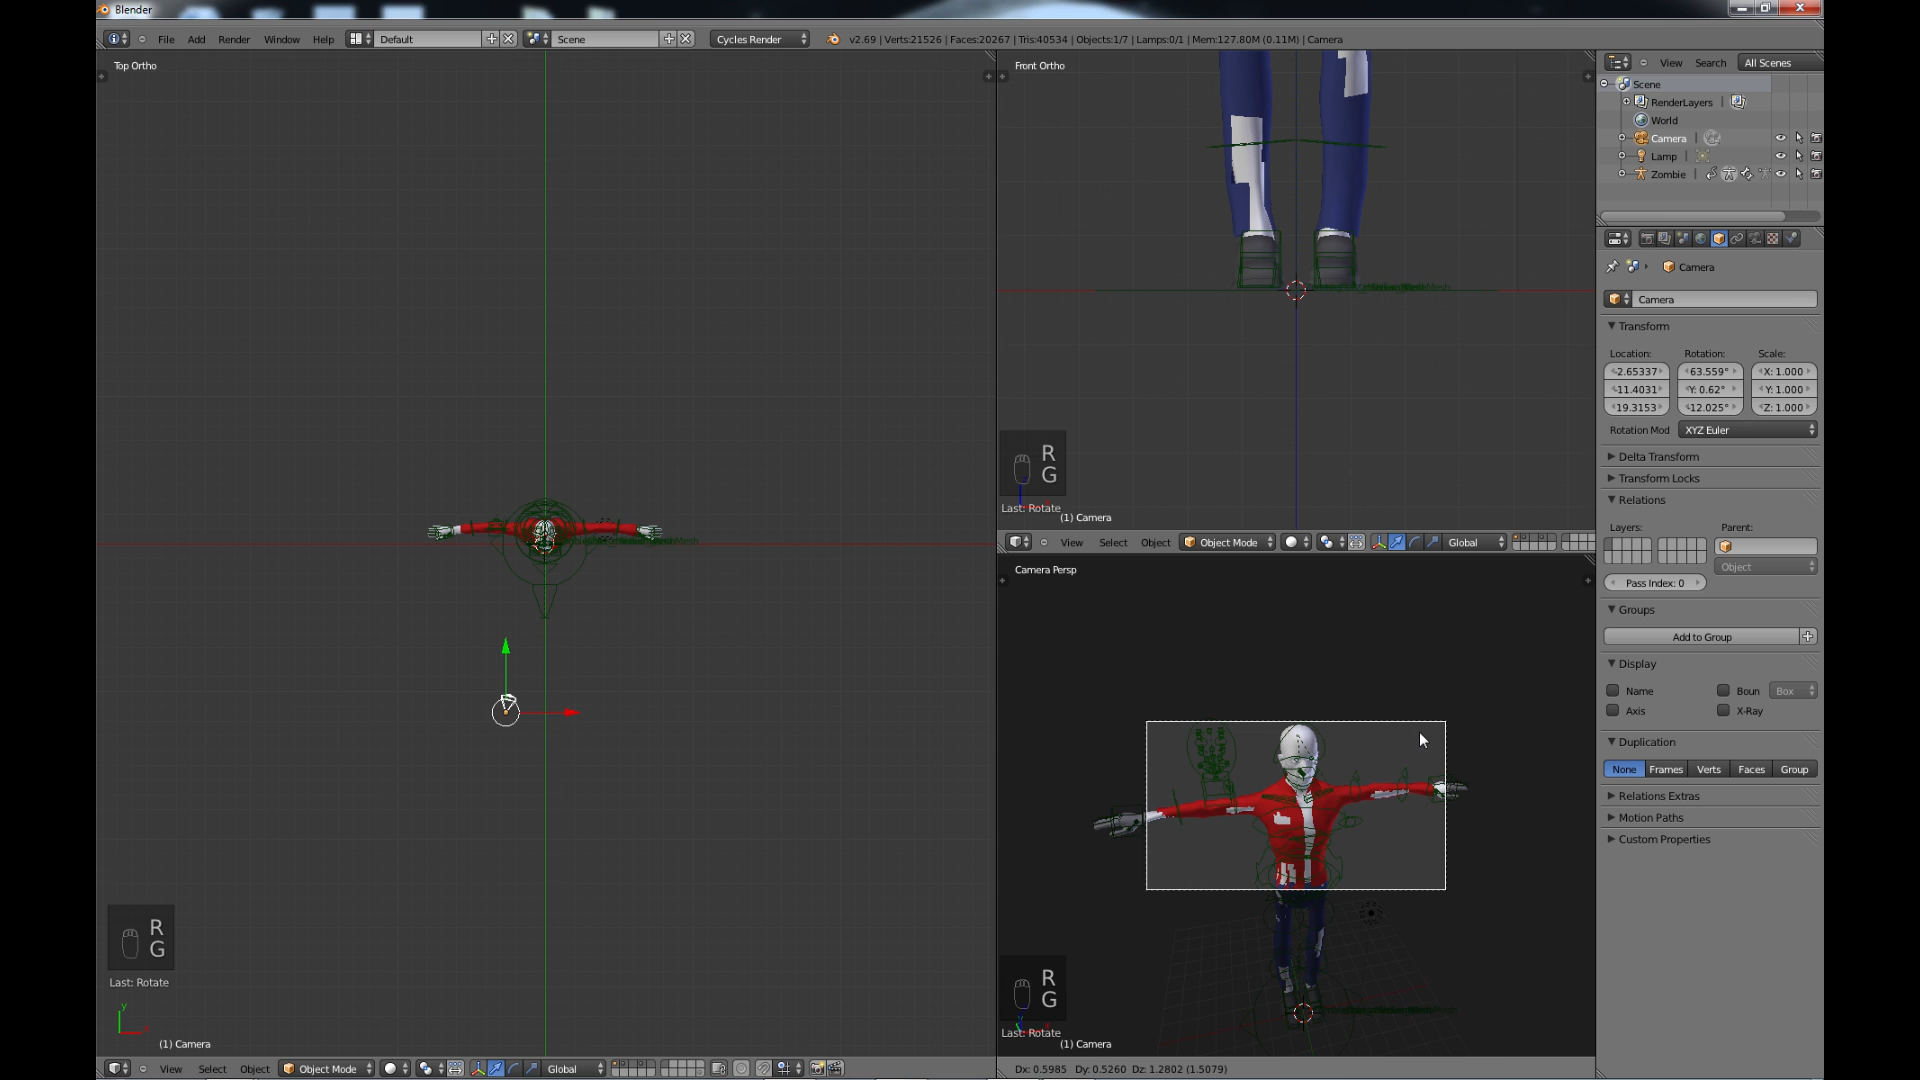 Blender
File Add Render Window Help Default Scene Cycles Render v2.69 | Verts:21526 | Faces:20267 | Tris:40534 | Objects:1/7 | Lamps:0/1 | Mem:127.80M (0.11M) | Camera
Top Ortho
R
G
Last: Rotate
y
(1) Camera
View Select Object Object Mode Global
Front Ortho
R
G
Last: Rotate
(1) Camera
View Select Object Object Mode Global
Camera Persp
R
G
Last: Rotate
(1) Camera
Dx: 0.5985 Dy: 0.5260 Dz: 1.2802 (1.5079)
View Search All Scenes
Scene
RenderLayers |
World
Camera |
Lamp |
Zombie |
Camera
Camera
Transform
Location: Rotation: Scale:
-2.65337 63.559° X: 1.000
-11.4031 Y: 0.62° Y: 1.000
19.3153 -12.025° Z: 1.000
Rotation Mod XYZ Euler
Delta Transform
Transform Locks
Relations
Layers: Parent:
Object
Pass Index: 0
Groups
Add to Group
Display
Name Boun Box
Axis X-Ray
Duplication
None Frames Verts Faces Group
Relations Extras
Motion Paths
Custom Properties